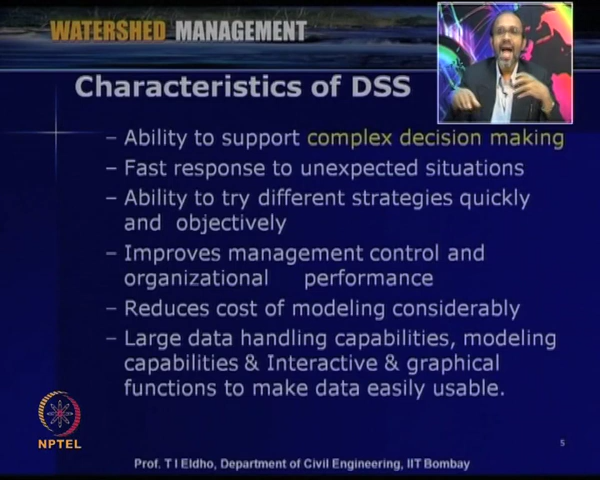 WATERSHED MANAGEMENT
Characteristics of DSS
– Ability to support complex decision making
– Fast response to unexpected situations
– Ability to try different strategies quickly
and objectively
– Improves management control and
organizational performance
– Reduces cost of modeling considerably
– Large data handling capabilities, modeling
capabilities & Interactive & graphical
functions to make data easily usable.
NPTEL
5
Prof. T I Eldho, Department of Civil Engineering, IIT Bombay